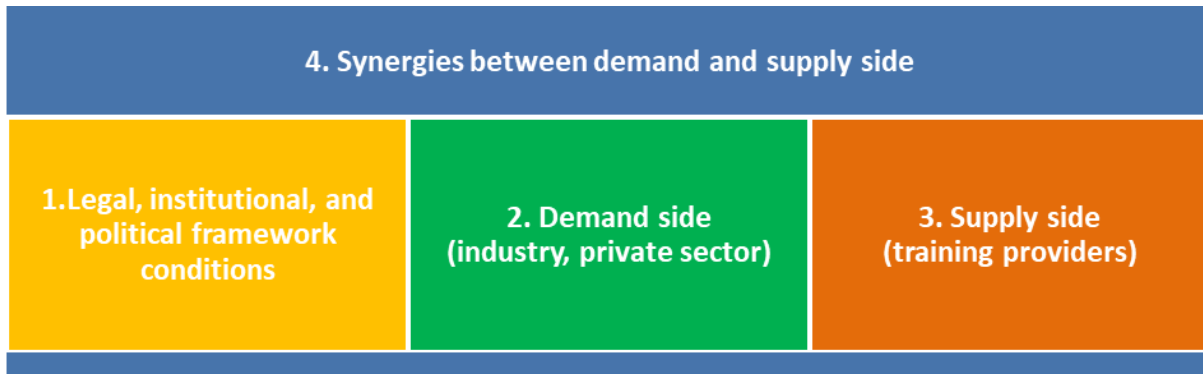 4. Synergies between demand and supply side
1.Legal, institutional, and
political framework
conditions
2. Demand side
(industry, private sector)
3. Supply side
(training providers)